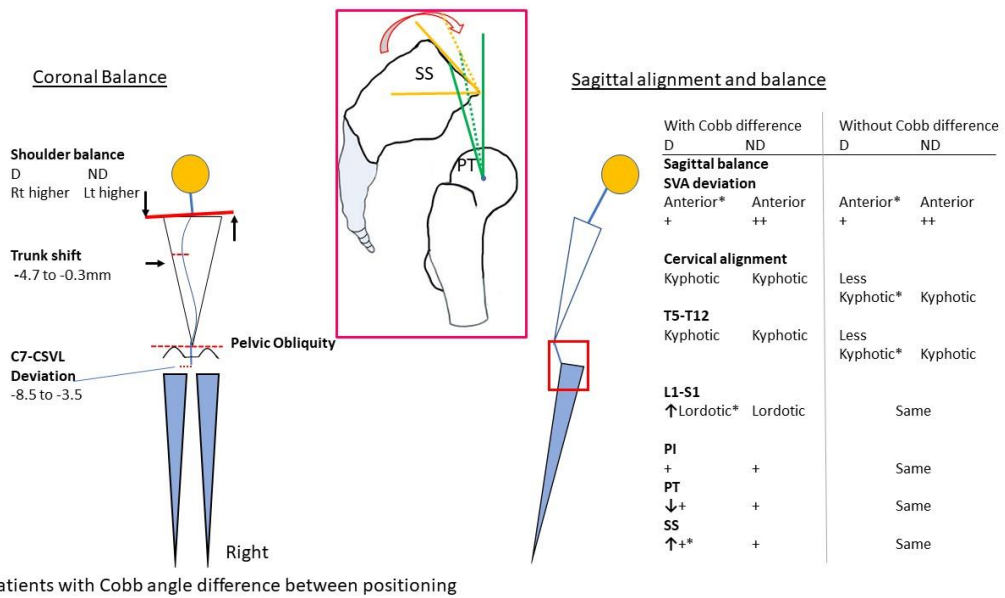 Coronal Balance
Shoulder balance
D ND
Rt higher Lt higher
Trunk shift
-4.7 to -0.3mm
C7-CSVL
Deviation
-8.5 to -3.5
Pelvic Obliquity
Right
SS
PT
Sagittal alignment and balance
With Cobb difference Without Cobb difference
D ND D ND
Sagittal balance
SVA deviation
Anterior* Anterior Anterior* Anterior
+ ++ + ++
Cervical alignment
Kyphotic Kyphotic Less
Kyphotic* Kyphotic
T5-T12
Kyphotic Kyphotic Less
Kyphotic* Kyphotic
L1-S1
↑Lordotic* Lordotic Same
PI
+ + Same
PT
↓+ + Same
SS
↑+* + Same
atients with Cobb angle difference between positioning